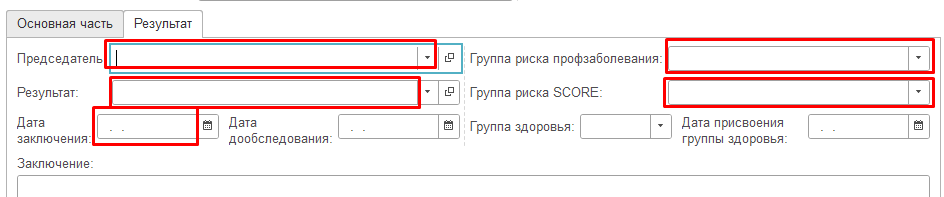 Основная часть Результат
Председатель Группа риска профзаболевания:
Результат: Группа риска SCORE:
Дата заключения: . . Дата дообследования: . . Группа здоровья: Дата присвоения группы здоровья: . .
Заключение: